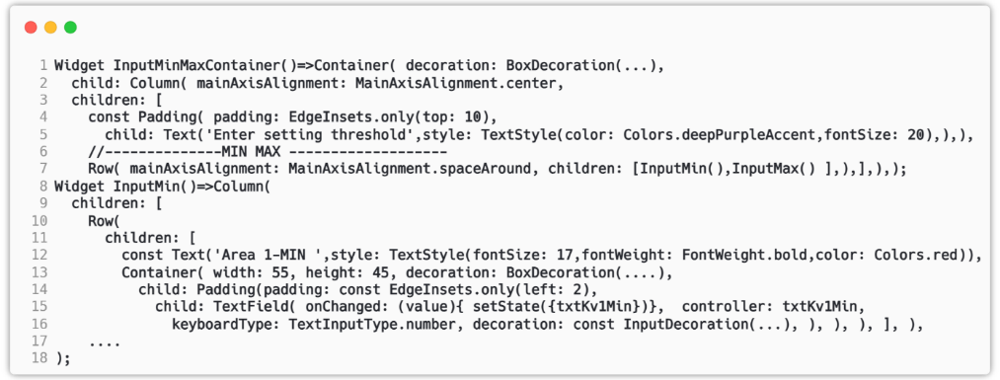 1 Widget InputMinMaxContainer()=>Container( decoration: BoxDecoration(...),
2   child: Column( mainAxisAlignment: MainAxisAlignment.center,
3   children: [
4     const Padding( padding: EdgeInsets.only(top: 10),
5       child: Text('Enter setting threshold',style: TextStyle(color: Colors.deepPurpleAccent,fontSize: 20),),),
6     //--------------MIN MAX -------------------
7     Row( mainAxisAlignment: MainAxisAlignment.spaceAround, children: [InputMin(),InputMax() ],),],),);
8 Widget InputMin()=>Column(
9   children: [
10     Row(
11       children: [
12         const Text('Area 1-MIN ',style: TextStyle(fontSize: 17,fontWeight: FontWeight.bold,color: Colors.red)),
13         Container( width: 55, height: 45, decoration: BoxDecoration(....),
14           child: Padding(padding: const EdgeInsets.only(left: 2),
15             child: TextField( onChanged: (value){ setState({txtKv1Min})},  controller: txtKv1Min,
16               keyboardType: TextInputType.number, decoration: const InputDecoration(...), ), ), ), ], ),
17     ....
18 );